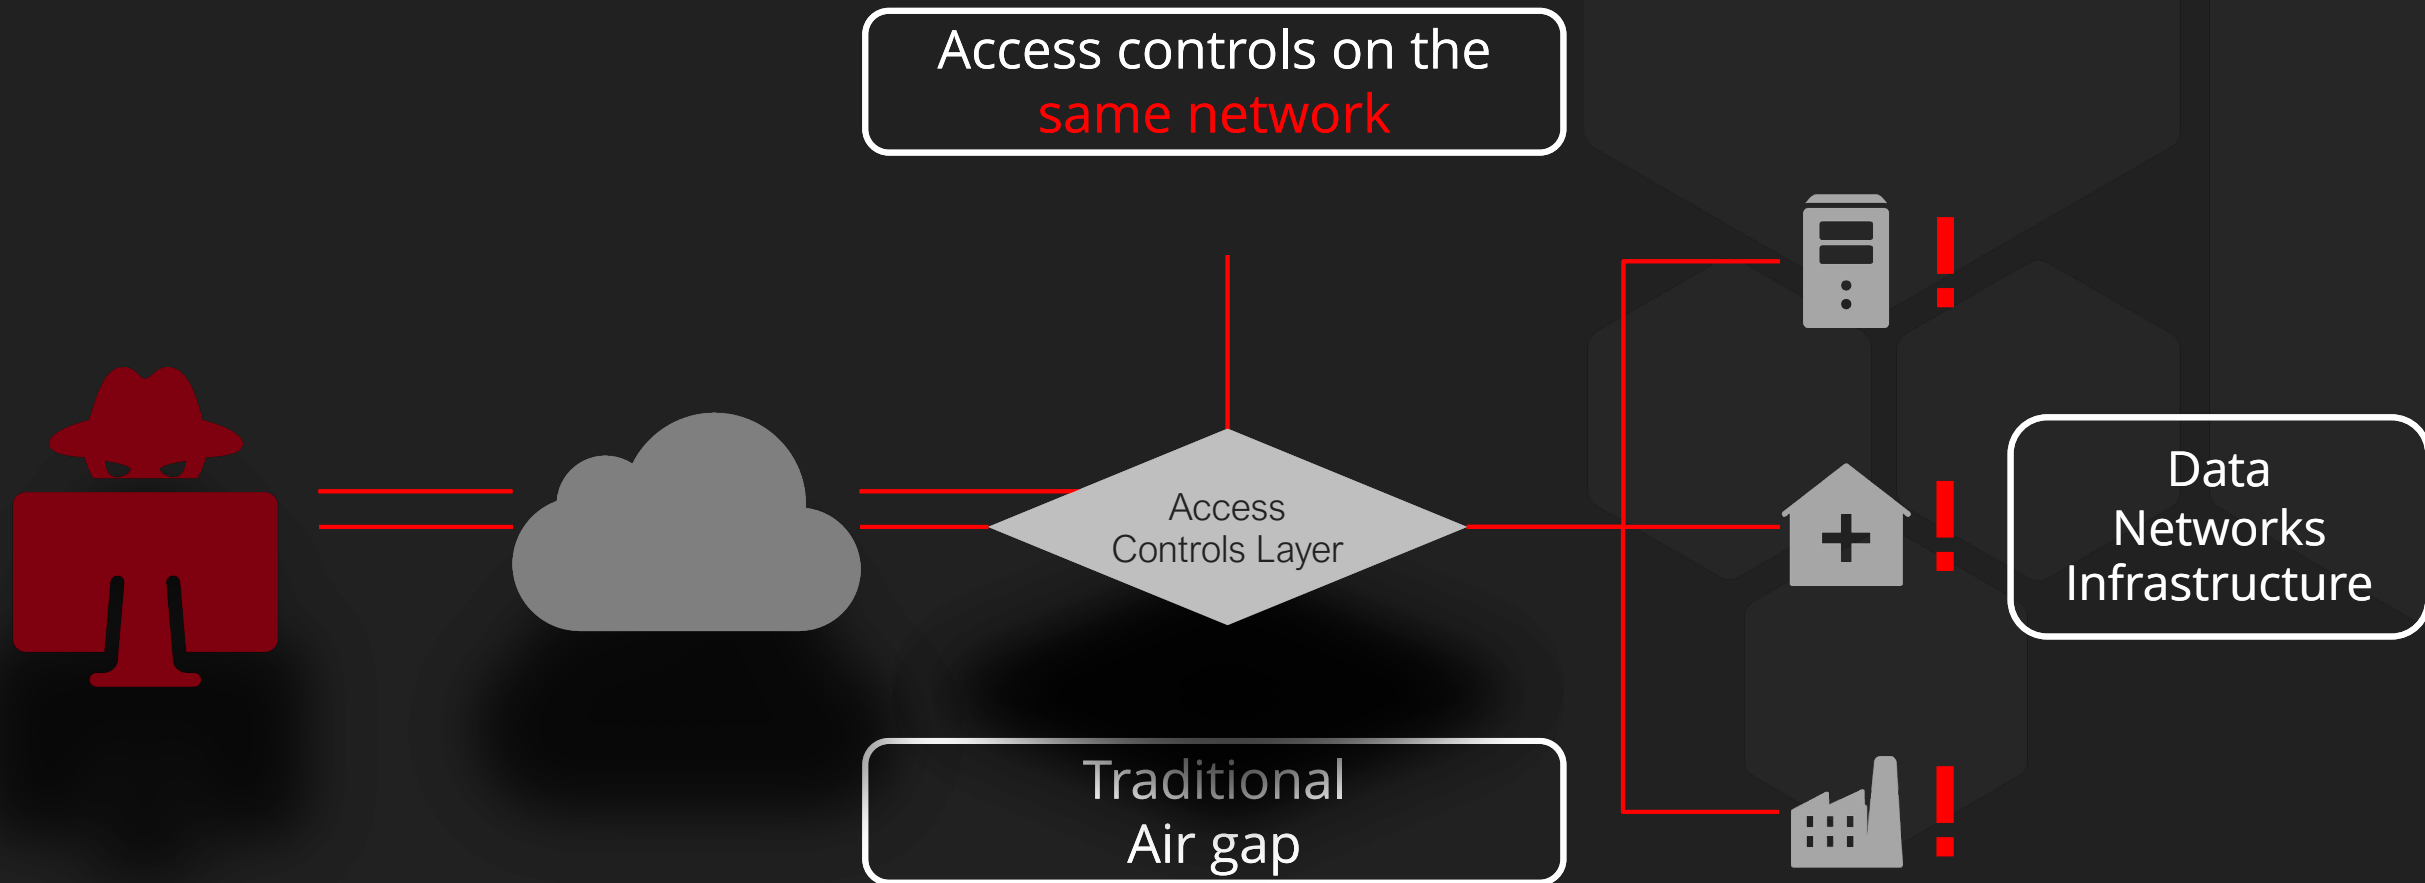 Access controls on the
same network
Access
Controls Layer
Data
Networks
Infrastructure
Traditional
Air gap